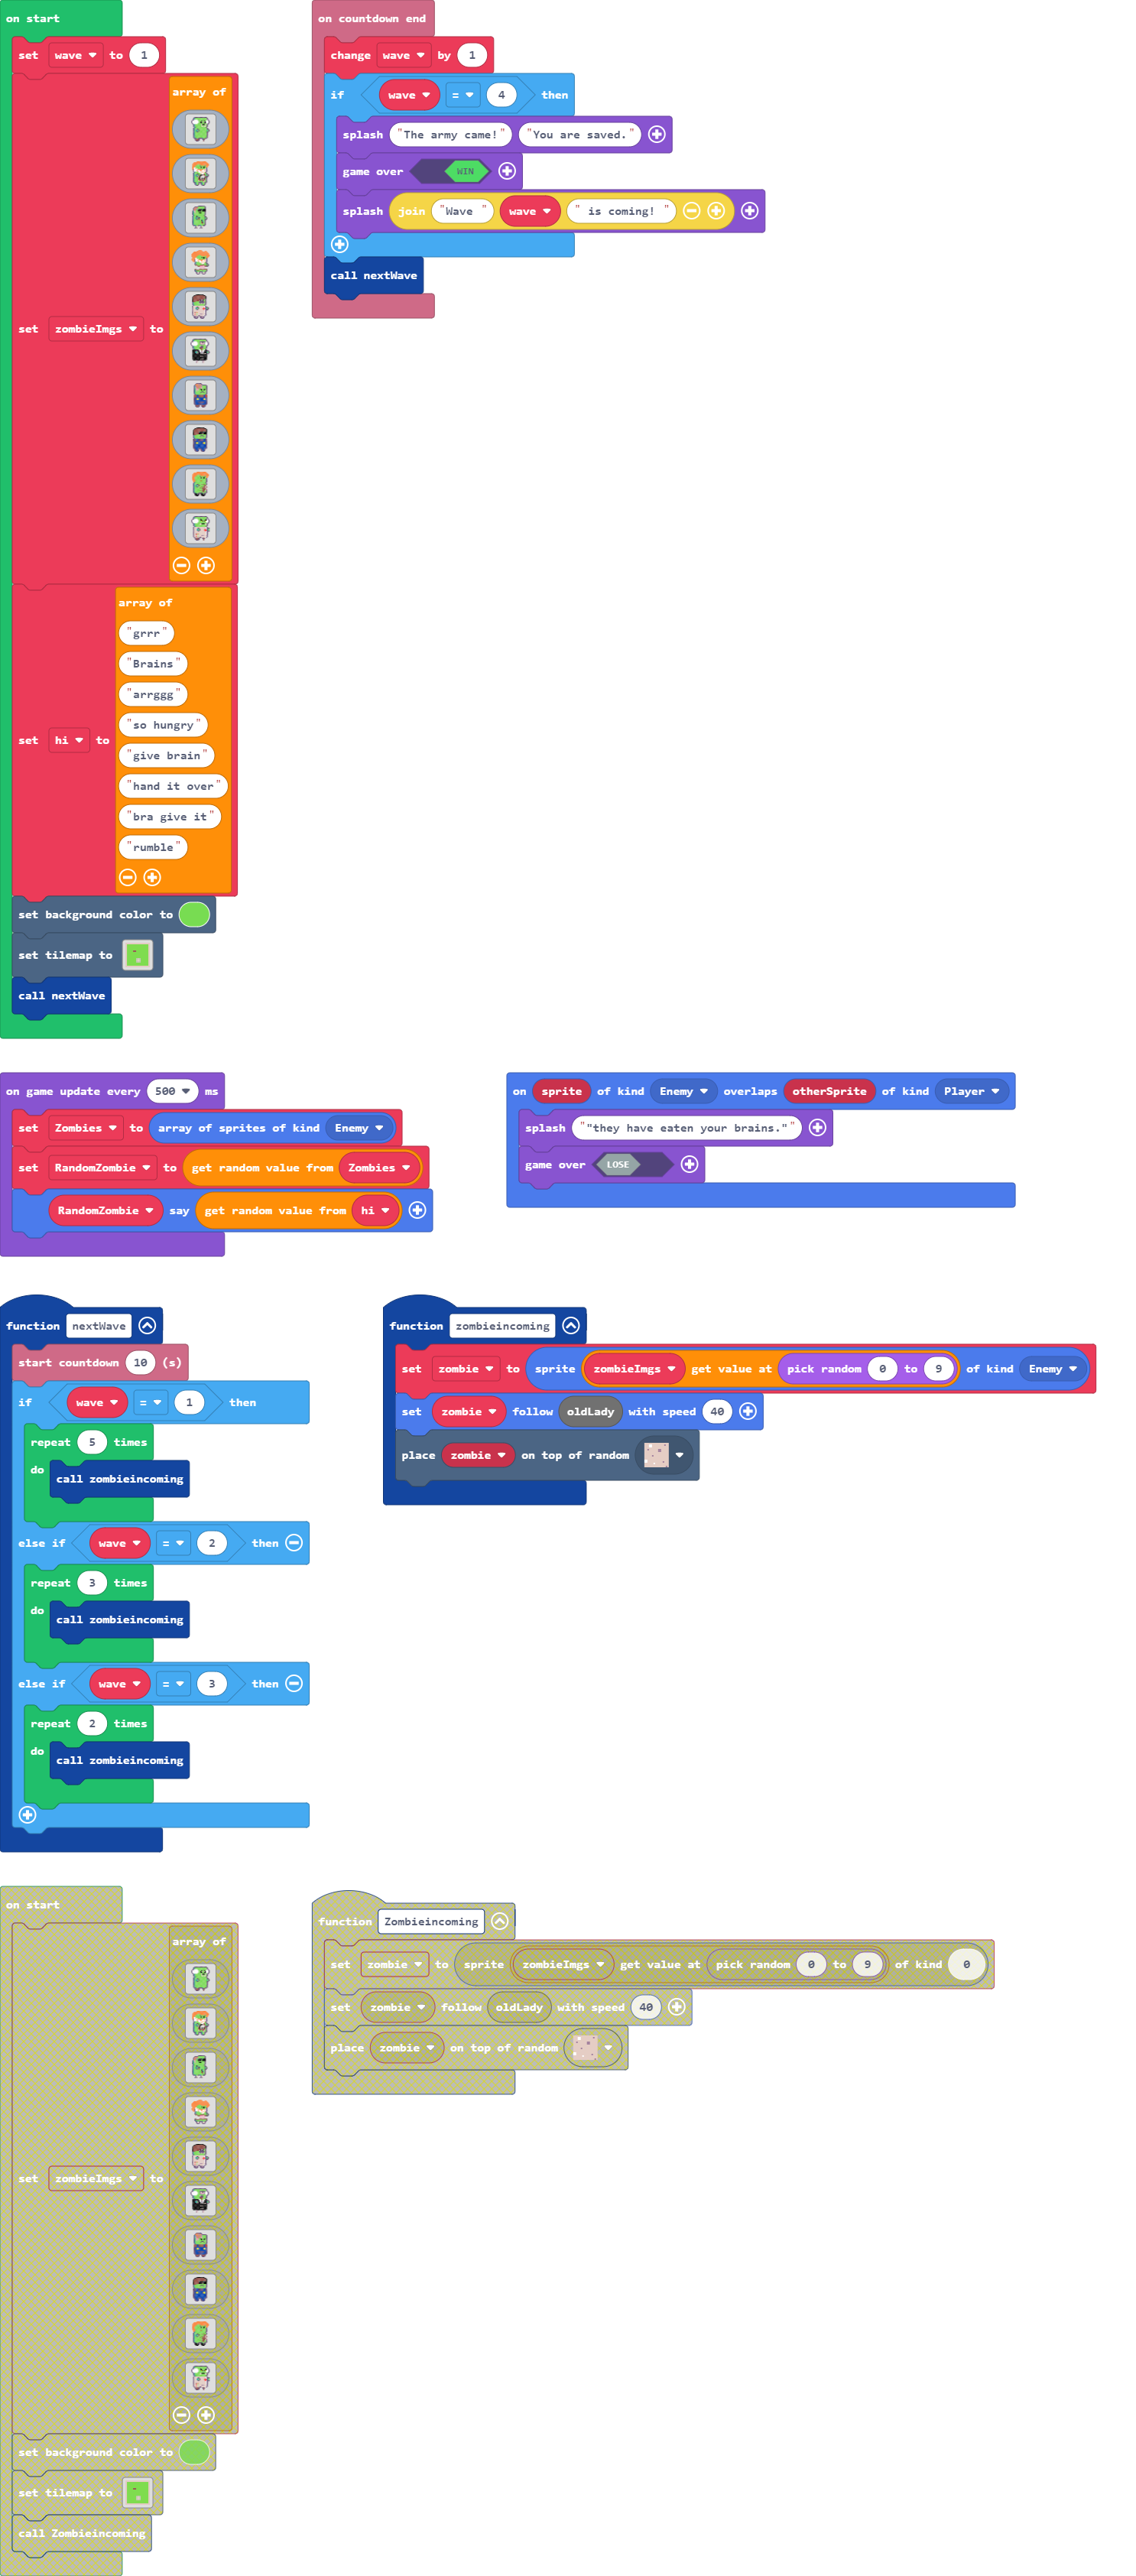 on start
set wave to 1
set zombieImgs to
array of
set hi to
array of
"grrr"
"Brains"
"arrggg"
"so hungry"
"give brain"
"hand it over"
"bra give it"
"rumble"
set background color to
set tilemap to
call nextWave
on countdown end
change wave by 1
if wave = 4 then
splash "The army came!" "You are saved."
game over WIN
splash join "Wave " wave " is coming! "
call nextWave
on game update every 500 ms
set Zombies to array of sprites of kind Enemy
set RandomZombie to get random value from Zombies
RandomZombie say get random value from hi
on sprite of kind Enemy overlaps otherSprite of kind Player
splash ""they have eaten your brains.""
game over LOSE
function nextWave
start countdown 10 (s)
if wave = 1 then
repeat 5 times
do call zombieincoming
else if wave = 2 then
repeat 3 times
do call zombieincoming
else if wave = 3 then
repeat 2 times
do call zombieincoming
function zombieincoming
set zombie to sprite zombieImgs get value at pick random 0 to 9 of kind Enemy
set zombie follow oldLady with speed 40
place zombie on top of random
on start
set zombieImgs to
array of
set background color to
set tilemap to
call Zombieincoming
function Zombieincoming
set zombie to sprite zombieImgs get value at pick random 0 to 9 of kind 0
set zombie follow oldLady with speed 40
place zombie on top of random